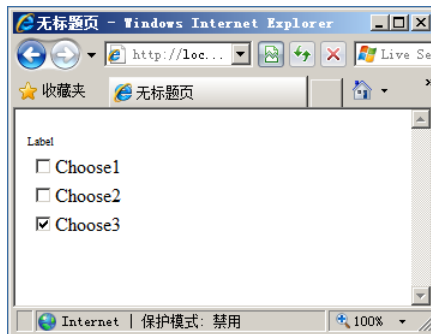 无标题页 - Windows Internet Explorer
http://loc... Live Se
收藏夹 无标题页
Label
Choose1
Choose2
Choose3
Internet | 保护模式: 禁用 100%